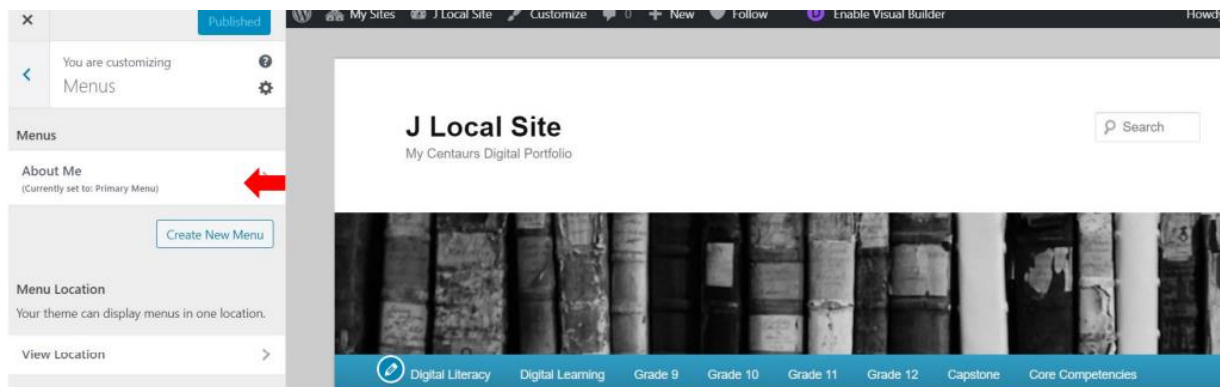 Published
My Sites J Local Site Customize 0 New Follow Enable Visual Builder Howdy
You are customizing
Menus
Menus
About Me
(Currently set to: Primary Menu)
Create New Menu
Menu Location
Your theme can display menus in one location.
View Location
J Local Site
My Centaurs Digital Portfolio
Search
Digital Literacy Digital Learning Grade 9 Grade 10 Grade 11 Grade 12 Capstone Core Competencies